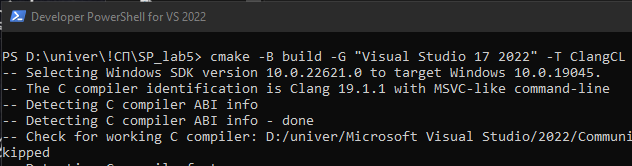 Developer PowerShell for VS 2022
PS D:\univer\!СП\SP_lab5> cmake -B build -G "Visual Studio 17 2022" -T ClangCL
-- Selecting Windows SDK version 10.0.22621.0 to target Windows 10.0.19045.
-- The C compiler identification is Clang 19.1.1 with MSVC-like command-line
-- Detecting C compiler ABI info
-- Detecting C compiler ABI info - done
-- Check for working C compiler: D:/univer/Microsoft Visual Studio/2022/Communi
kipped